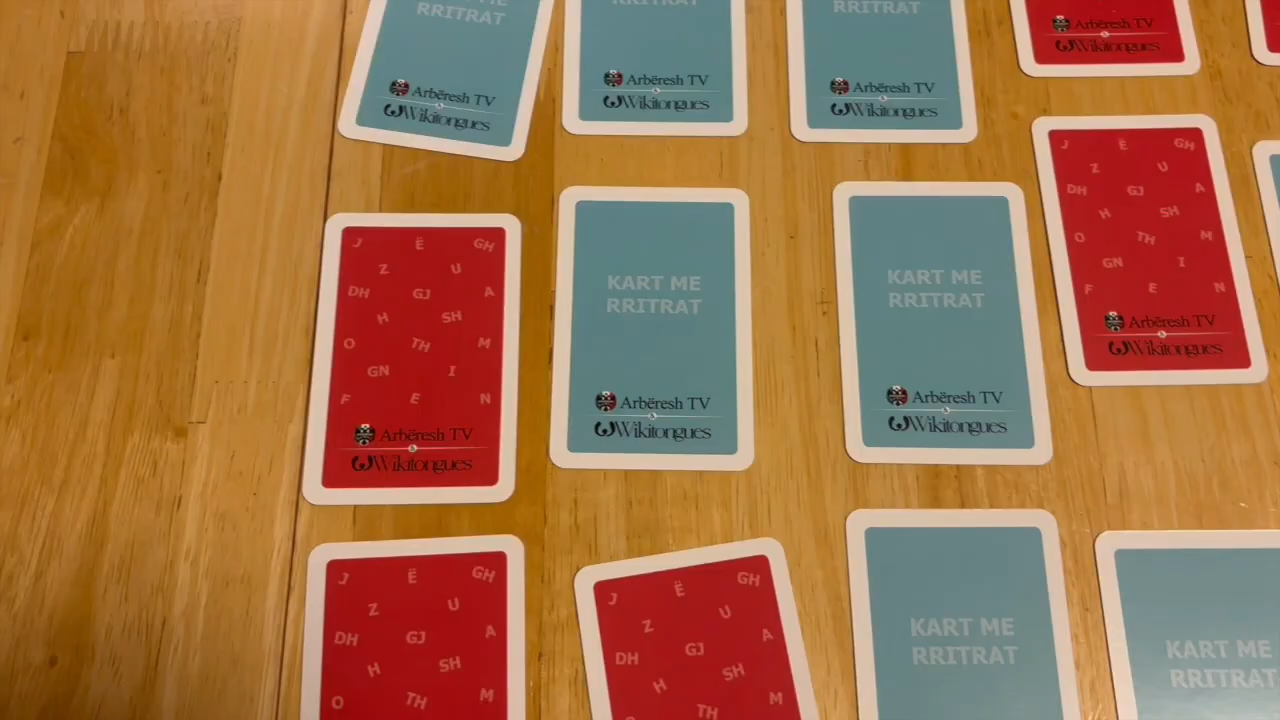 RRITRAT
Arbëresh TV
&
Wikitongues
RRITRAT
Arbëresh TV
&
Wikitongues
RRITRAT
Arbëresh TV
&
Wikitongues
Arbëresh TV
&
Wikitongues
J Ë GH
Z U
DH GJ A
H SH
O TH M
GN I
F E N
Arbëresh TV
&
Wikitongues
KART ME
RRITRAT
Arbëresh TV
&
Wikitongues
KART ME
RRITRAT
Arbëresh TV
&
Wikitongues
J Ë GH
Z U
DH GJ A
H SH
O TH M
GN I
F E N
Arbëresh TV
&
Wikitongues
J Ë GH
Z U
DH GJ A
H SH
O TH M
J Ë GH
Z U
DH GJ A
H SH
TH M
KART ME
RRITRAT
KART ME
RRITRAT